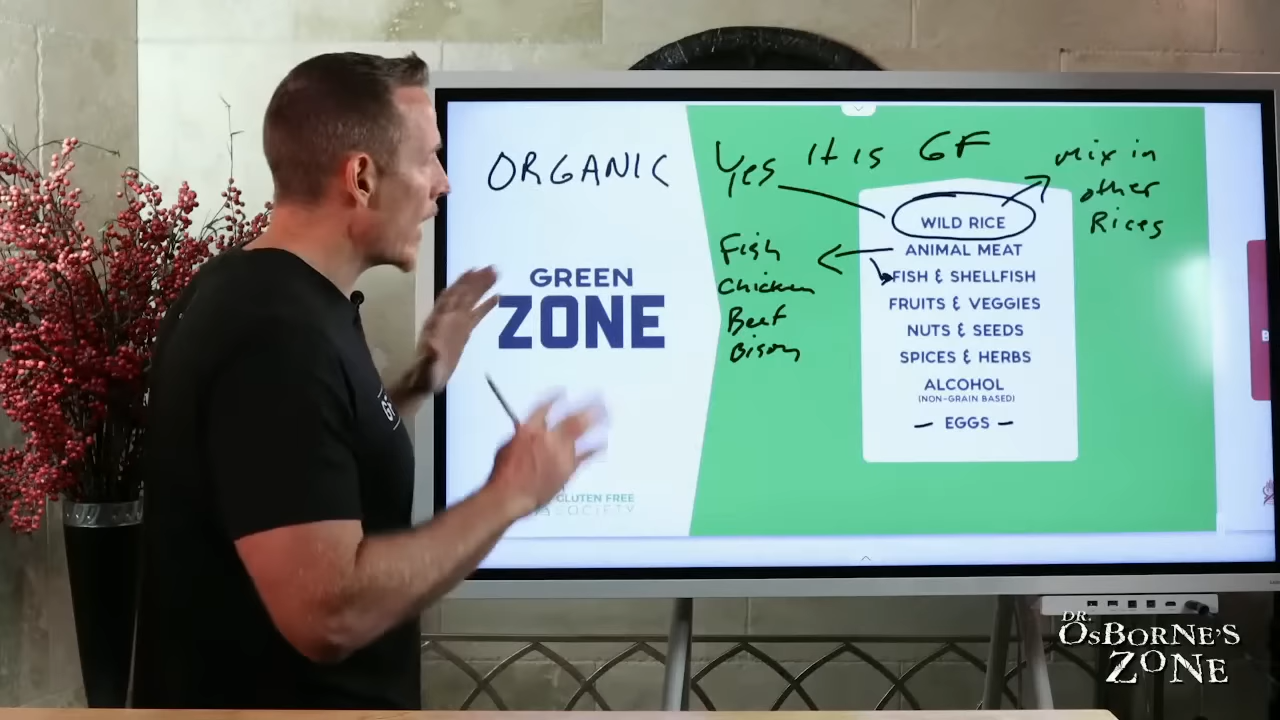 ORGANIC
Yes It is GF
Mix in
other
Rices
Fish
Chicken
Beef
Bison
GREEN
ZONE
WILD RICE
ANIMAL MEAT
FISH & SHELLFISH
FRUITS & VEGGIES
NUTS & SEEDS
SPICES & HERBS
ALCOHOL
(NON-GRAIN BASED)
– EGGS –
GLUTEN FREE
SOCIETY
DR.
OSBORNE'S
ZONE